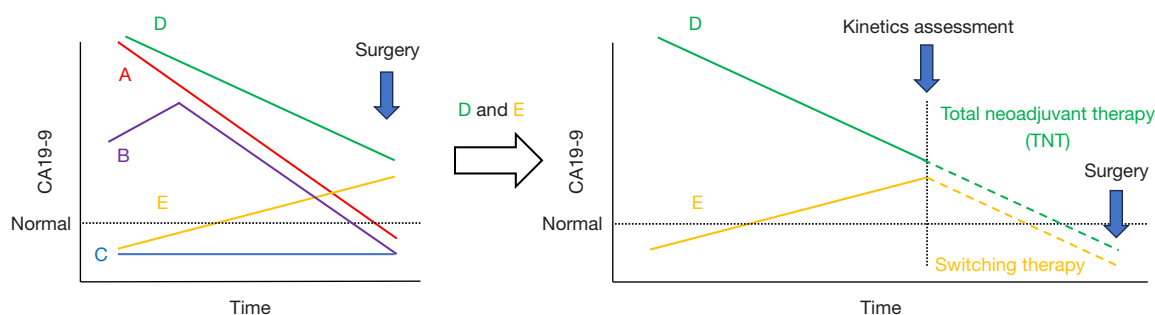 D
A
B
E
C
Surgery
CA19-9
Normal
Time
D and E
Kinetics assessment
D
E
Total neoadjuvant therapy
(TNT)
Surgery
Switching therapy
CA19-9
Normal
Time